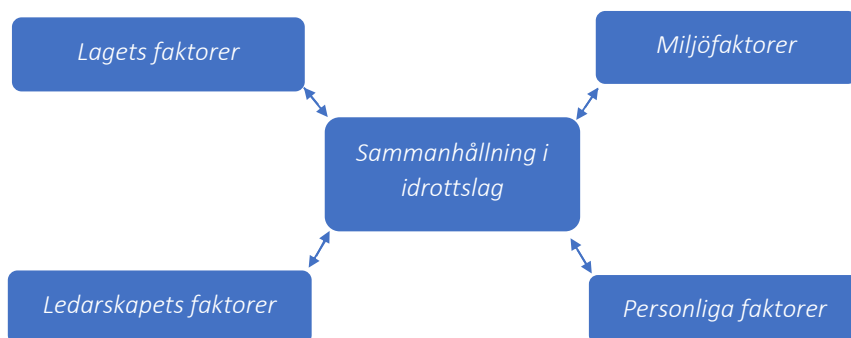 Lagets faktorer
Miljöfaktorer
Sammanhållning i
idrottslag
Ledarskapets faktorer
Personliga faktorer